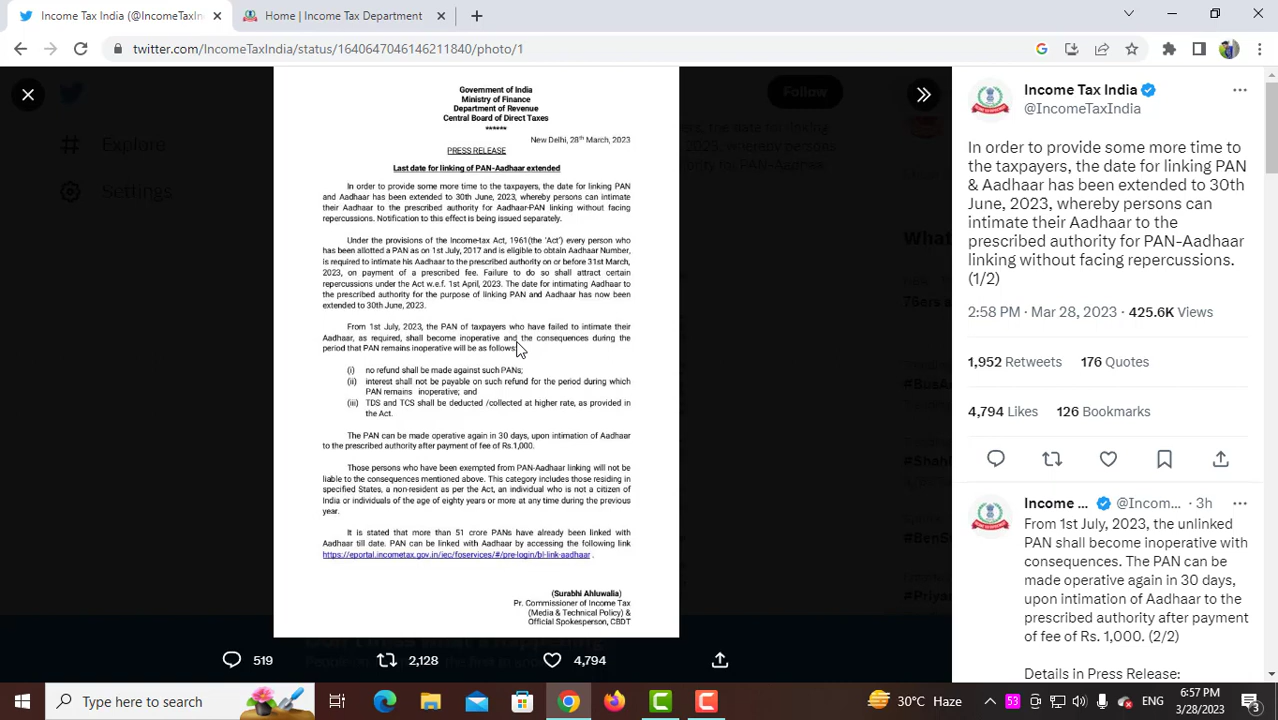 Income Tax India (@IncomeTaxIndia
Home | Income Tax Department
twitter.com/IncomeTaxIndia/status/1640647046146211840/photo/1
Explore
Settings
Follow
Government of India
Ministry of Finance
Department of Revenue
Central Board of Direct Taxes
******
New Delhi, 28th March, 2023
PRESS RELEASE
Last date for linking of PAN-Aadhaar extended
In order to provide some more time to the taxpayers, the date for linking PAN
and Aadhaar has been extended to 30th June, 2023, whereby persons can intimate
their Aadhaar to the prescribed authority for Aadhaar-PAN linking without facing
repercussions. Notification to this effect is being issued separately.
Under the provisions of the Income-tax Act, 1961(the 'Act') every person who
has been allotted a PAN as on 1st July, 2017 and is eligible to obtain Aadhaar Number,
is required to intimate his Aadhaar to the prescribed authority on or before 31st March,
2023, on payment of a prescribed fee. Failure to do so shall attract certain
repercussions under the Act w.e.f. 1st April, 2023. The date for intimating Aadhaar to
the prescribed authority for the purpose of linking PAN and Aadhaar has now been
extended to 30th June, 2023.
From 1st July, 2023, the PAN of taxpayers who have failed to intimate their
Aadhaar, as required, shall become inoperative and the consequences during the
period that PAN remains inoperative will be as follows:
(i) no refund shall be made against such PANs;
(ii) interest shall not be payable on such refund for the period during which
PAN remains inoperative; and
(iii) TDS and TCS shall be deducted /collected at higher rate, as provided in
the Act.
The PAN can be made operative again in 30 days, upon intimation of Aadhaar
to the prescribed authority after payment of fee of Rs.1,000.
Those persons who have been exempted from PAN-Aadhaar linking will not be
liable to the consequences mentioned above. This category includes those residing in
specified States, a non-resident as per the Act, an individual who is not a citizen of
India or individuals of the age of eighty years or more at any time during the previous
year.
It is stated that more than 51 crore PANs have already been linked with
Aadhaar till date. PAN can be linked with Aadhaar by accessing the following link
https://eportal.incometax.gov.in/iec/foservices/#/pre-login/bl-link-aadhaar .
(Surabhi Ahluwalia)
Pr. Commissioner of Income Tax
(Media & Technical Policy) &
Official Spokesperson, CBDT
519
2,128
4,794
Income Tax India
@IncomeTaxIndia
In order to provide some more time to
the taxpayers, the date for linking PAN
& Aadhaar has been extended to 30th
June, 2023, whereby persons can
intimate their Aadhaar to the
prescribed authority for PAN-Aadhaar
linking without facing repercussions.
(1/2)
2:58 PM · Mar 28, 2023 · 425.6K Views
1,952 Retweets 176 Quotes
4,794 Likes 126 Bookmarks
Income ... @Incom... · 3h
From 1st July, 2023, the unlinked
PAN shall become inoperative with
consequences. The PAN can be
made operative again in 30 days,
upon intimation of Aadhaar to the
prescribed authority after payment
of fee of Rs. 1,000. (2/2)
Details in Press Release:
Type here to search
30°C Haze
53
ENG
6:57 PM
3/28/2023
3